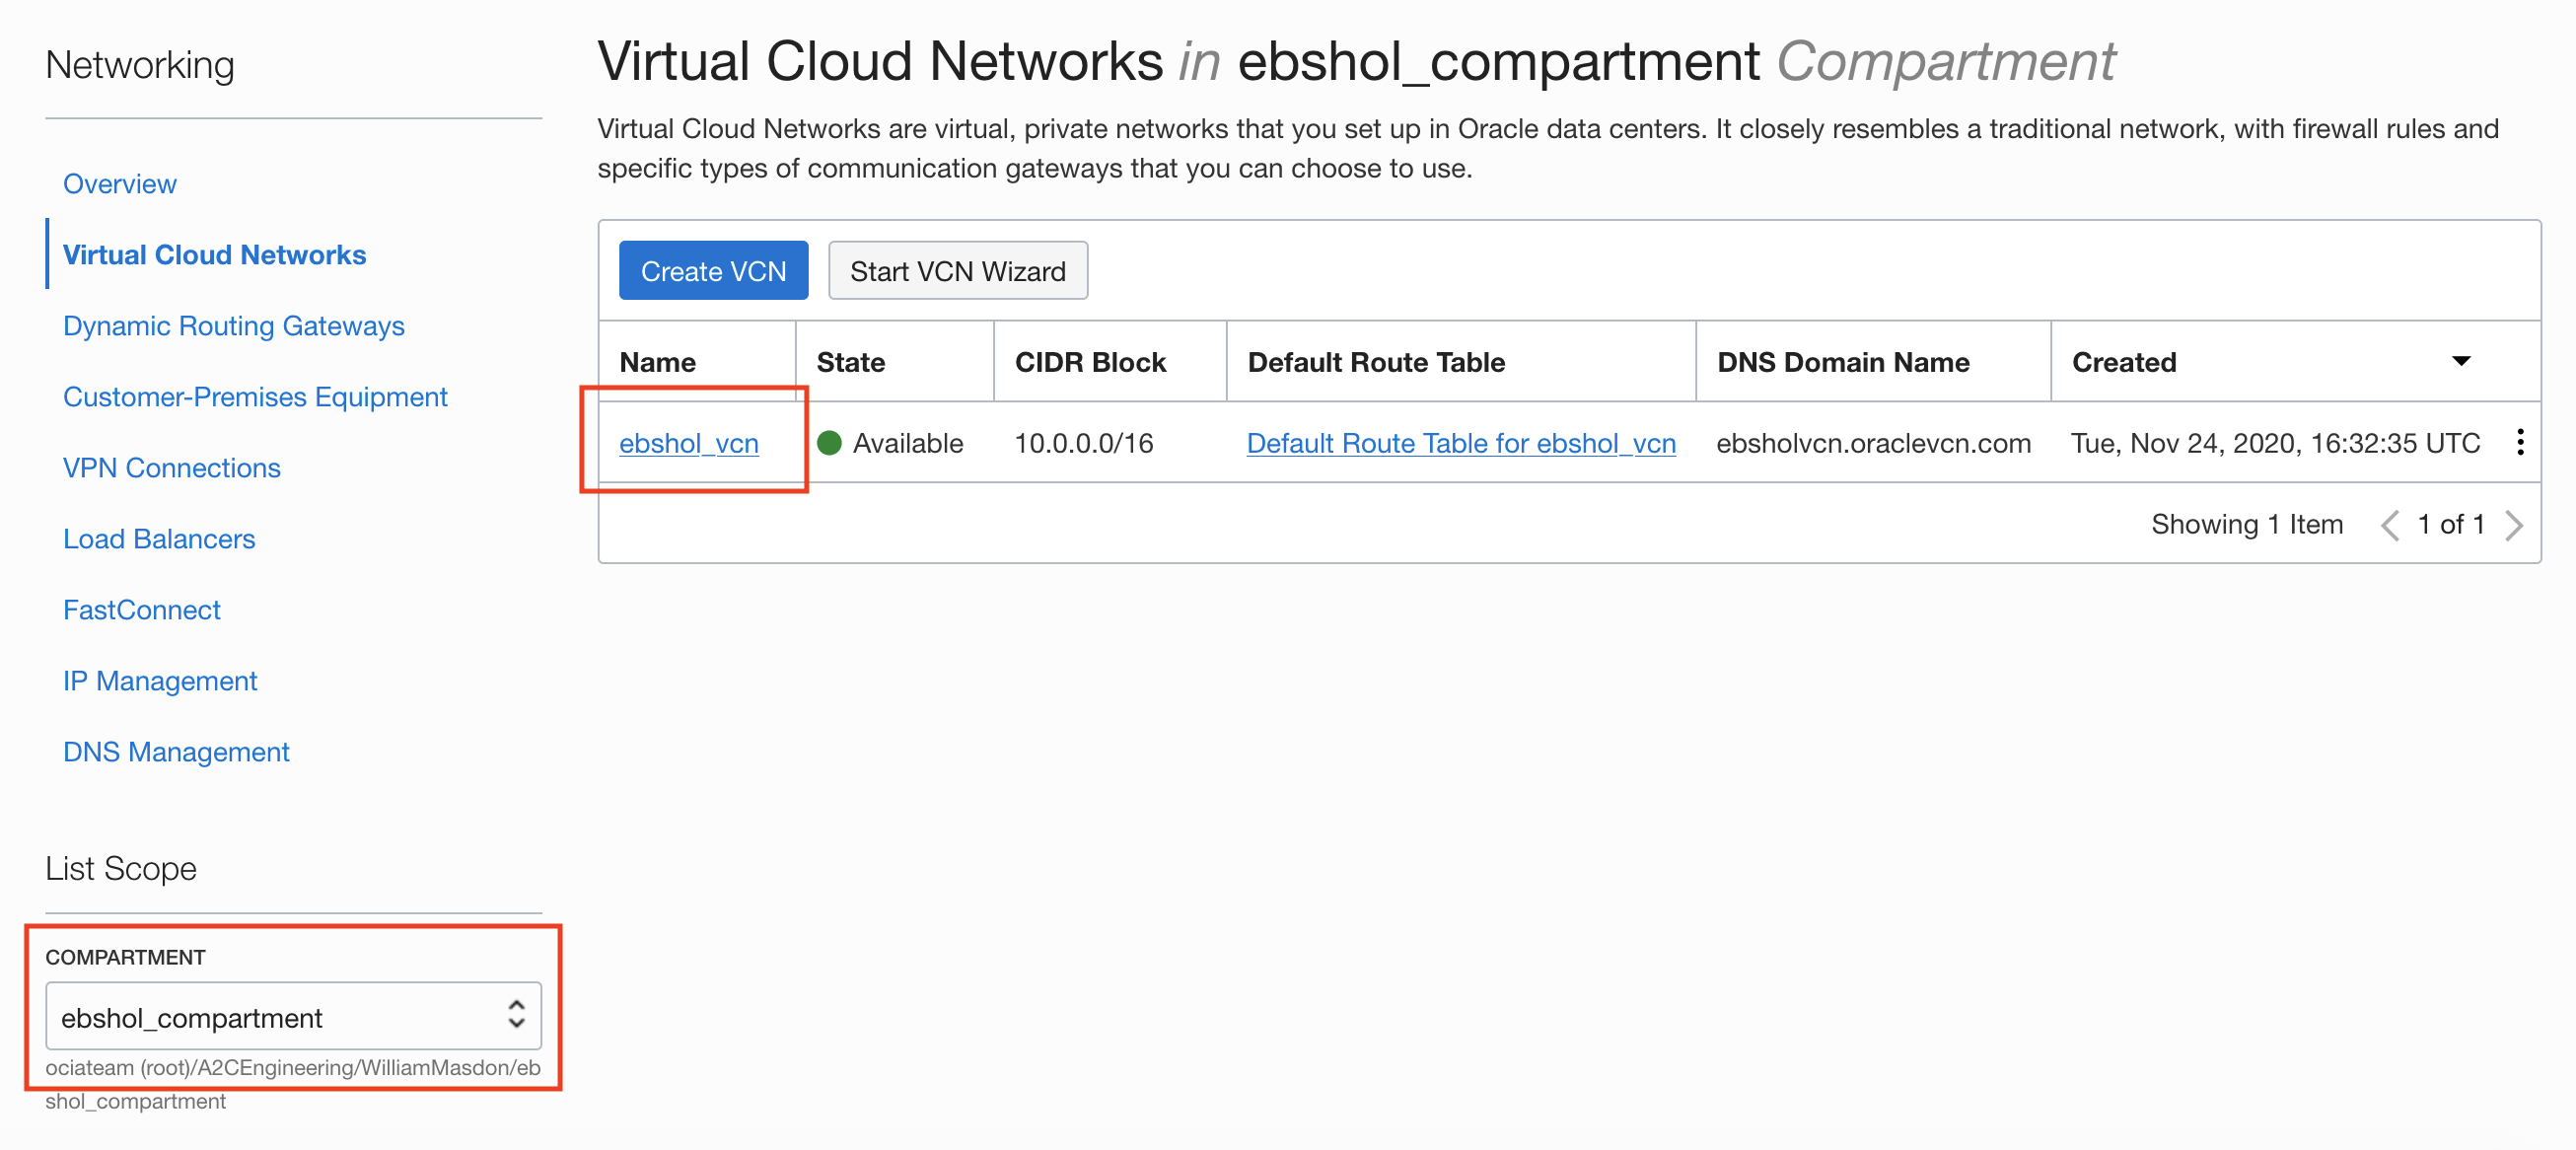 Networking
Overview
Virtual Cloud Networks
Dynamic Routing Gateways
Customer-Premises Equipment
VPN Connections
Load Balancers
FastConnect
IP Management
DNS Management
List Scope
COMPARTMENT
ebshol_compartment
ociateam (root)/A2CEngineering/WilliamMasdon/eb
shol_compartment
Virtual Cloud Networks in ebshol_compartment Compartment
Virtual Cloud Networks are virtual, private networks that you set up in Oracle data centers. It closely resembles a traditional network, with firewall rules and
specific types of communication gateways that you can choose to use.
Create VCN Start VCN Wizard
Name State CIDR Block Default Route Table DNS Domain Name Created
ebshol_vcn Available 10.0.0.0/16 Default Route Table for ebshol_vcn ebsholvcn.oraclevcn.com Tue, Nov 24, 2020, 16:32:35 UTC
Showing 1 Item 1 of 1